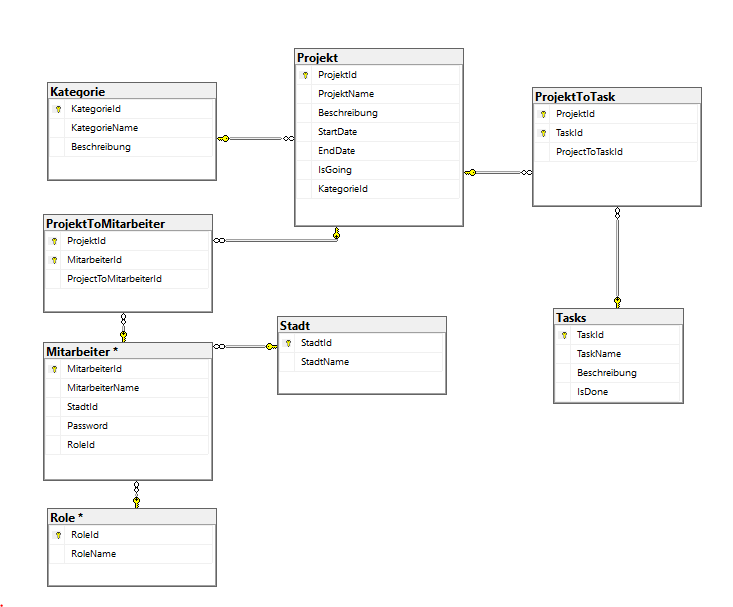 Kategorie
KategorieId
KategorieName
Beschreibung
Projekt
ProjektId
ProjektName
Beschreibung
StartDate
EndDate
IsGoing
KategorieId
ProjektToTask
ProjektId
TaskId
ProjectToTaskId
ProjektToMitarbeiter
ProjektId
MitarbeiterId
ProjectToMitarbeiterId
Mitarbeiter *
MitarbeiterId
MitarbeiterName
StadtId
Password
RoleId
Stadt
StadtId
StadtName
Tasks
TaskId
TaskName
Beschreibung
IsDone
Role *
RoleId
RoleName